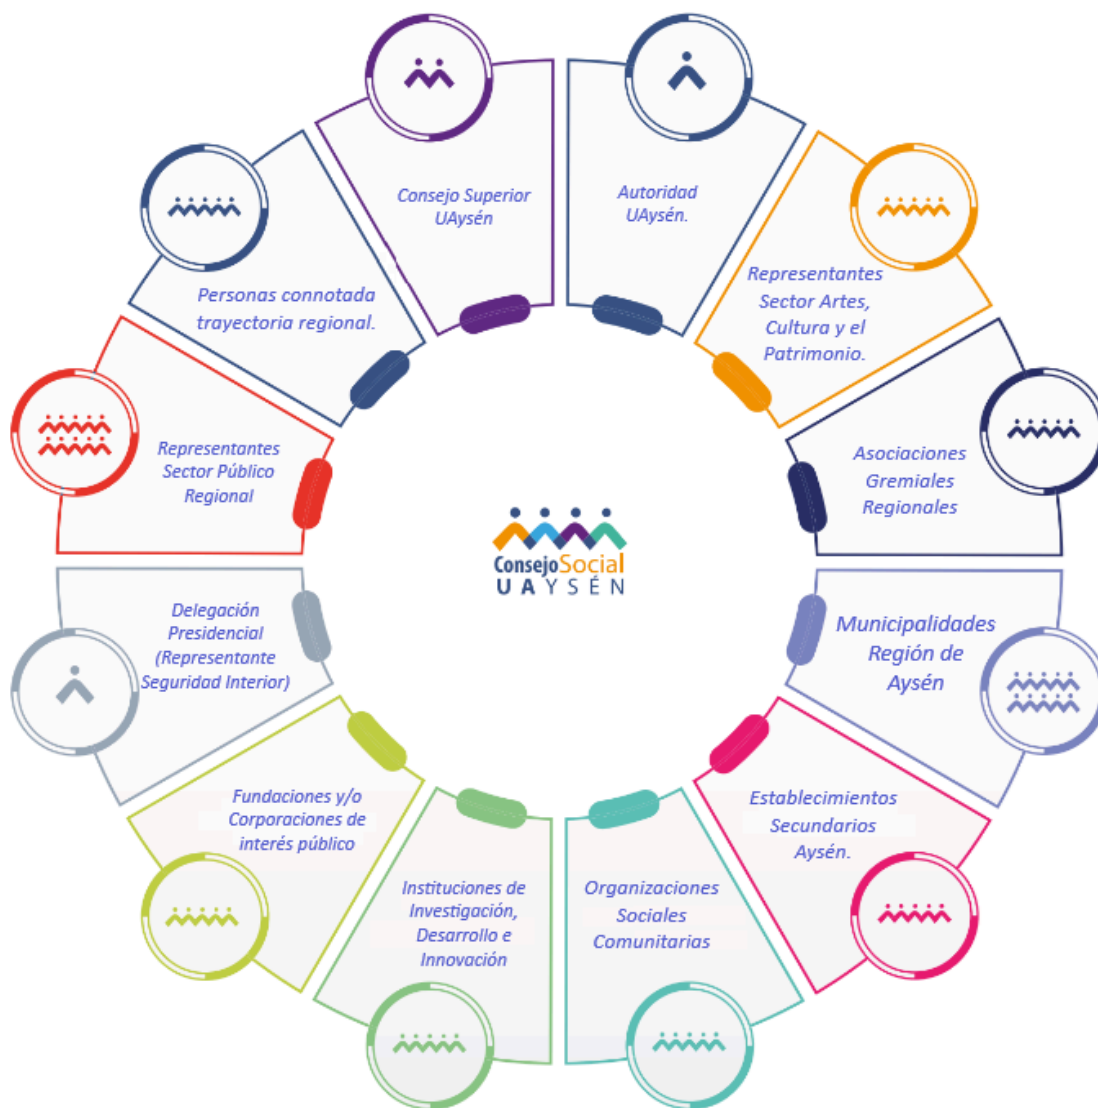 Consejo Superior
UAysén
Autoridad
UAysén.
Representantes
Sector Artes,
Cultura y el
Patrimonio.
Asociaciones
Gremiales
Regionales
Municipalidades
Región de
Aysén
Establecimientos
Secundarios
Aysén.
Organizaciones
Sociales
Comunitarias
Instituciones de
Investigación,
Desarrollo e
Innovación
Fundaciones y/o
Corporaciones de
interés público
Delegación
Presidencial
(Representante
Seguridad Interior)
Representantes
Sector Público
Regional
Personas connotada
trayectoria regional.
ConsejoSocial
UAYSÉN